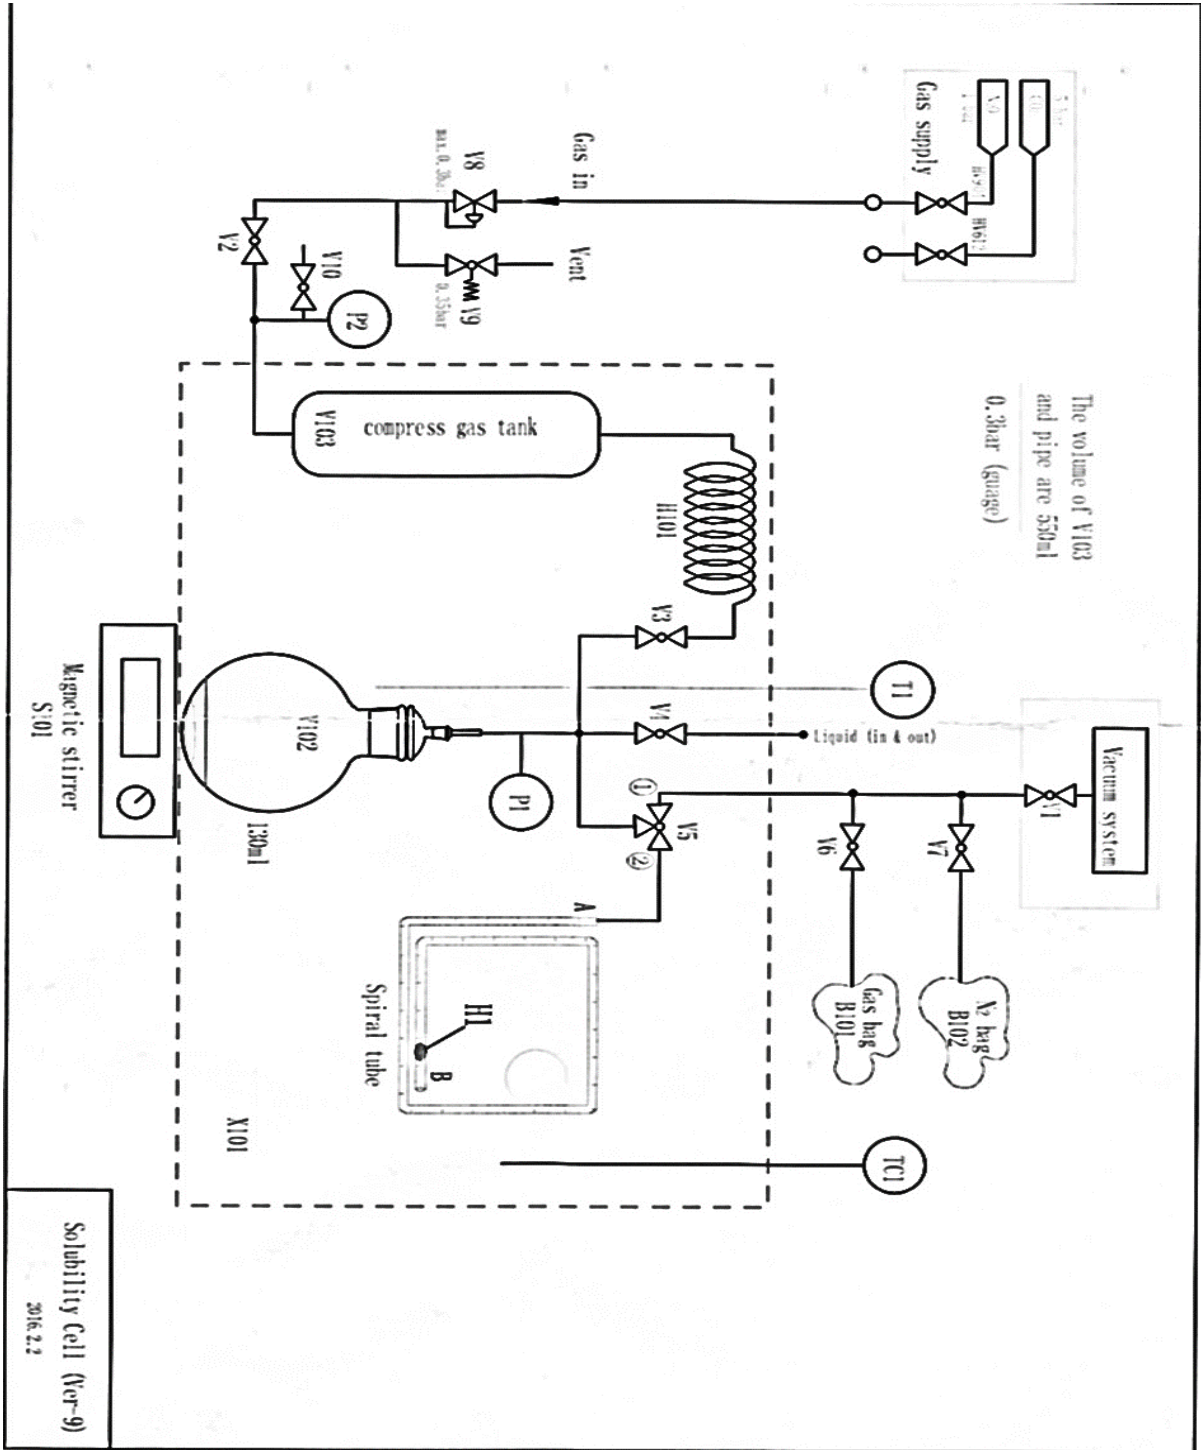 Gas supply
HV612
Gas in
Vent
V8
V9
0.35bar
V2
V10
P2
The volume of V103
and pipe are 550ml
0.3bar (guage)
compress gas tank
V103
H101
V3
T1
V4
Liquid (in & out)
P1
V102
130ml
Magnetic stirrer
S101
①
V5
②
V6
V7
V1
Vacuum system
Gas bag
B101
N₂ bag
B102
A
H1
B
Spiral tube
X101
TC1
Solubility Cell (Ver-9)
2016.2.2